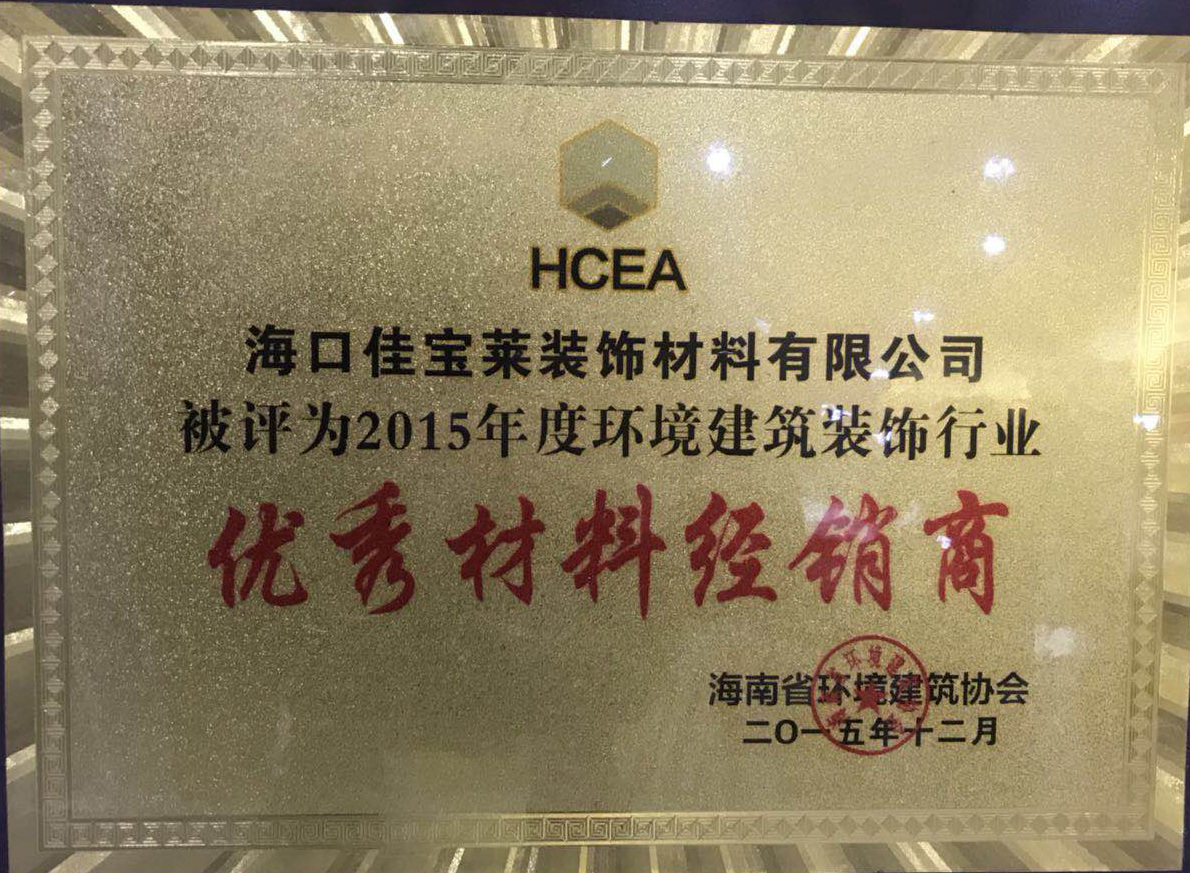 HCEA
海口佳宝莱装饰材料有限公司
被评为2015年度环境建筑装饰行业
优秀材料经销商
海南省环境建筑协会
二〇一五年十二月